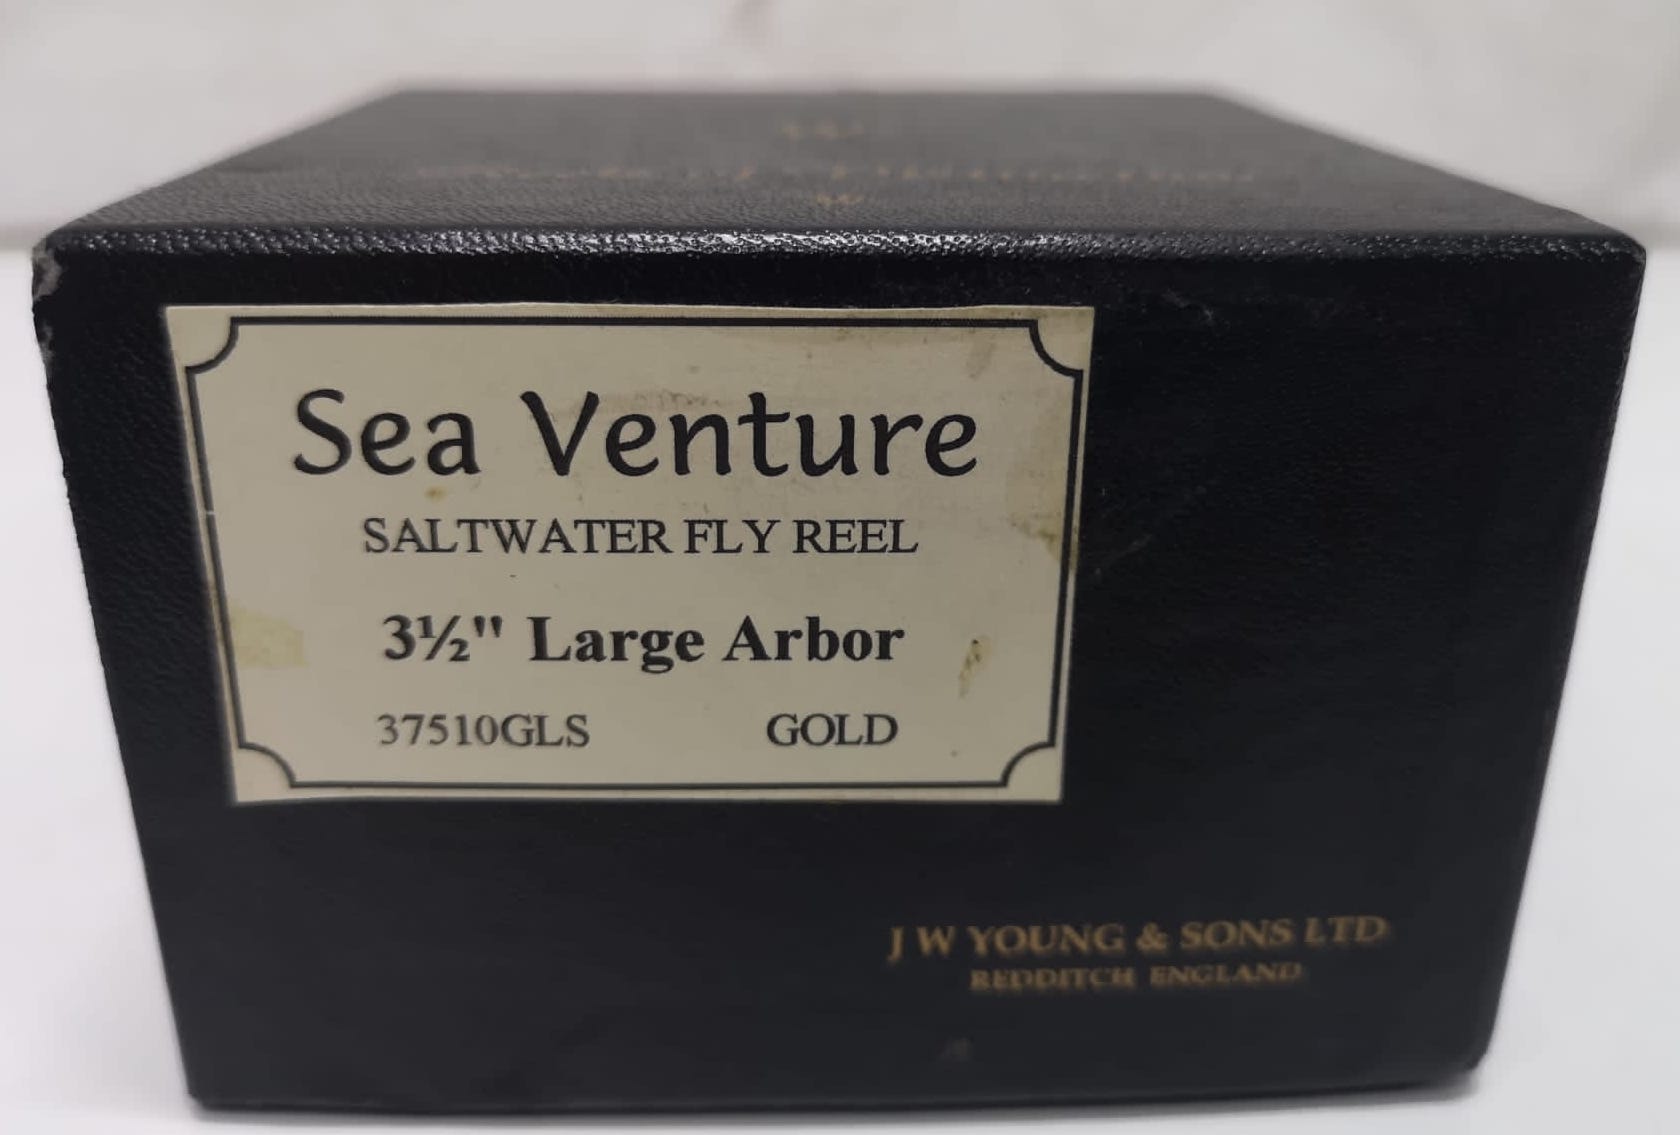 Sea Venture
SALTWATER FLY REEL
3½" Large Arbor
37510GLS GOLD
J W YOUNG & SONS LTD
REDDITCH ENGLAND